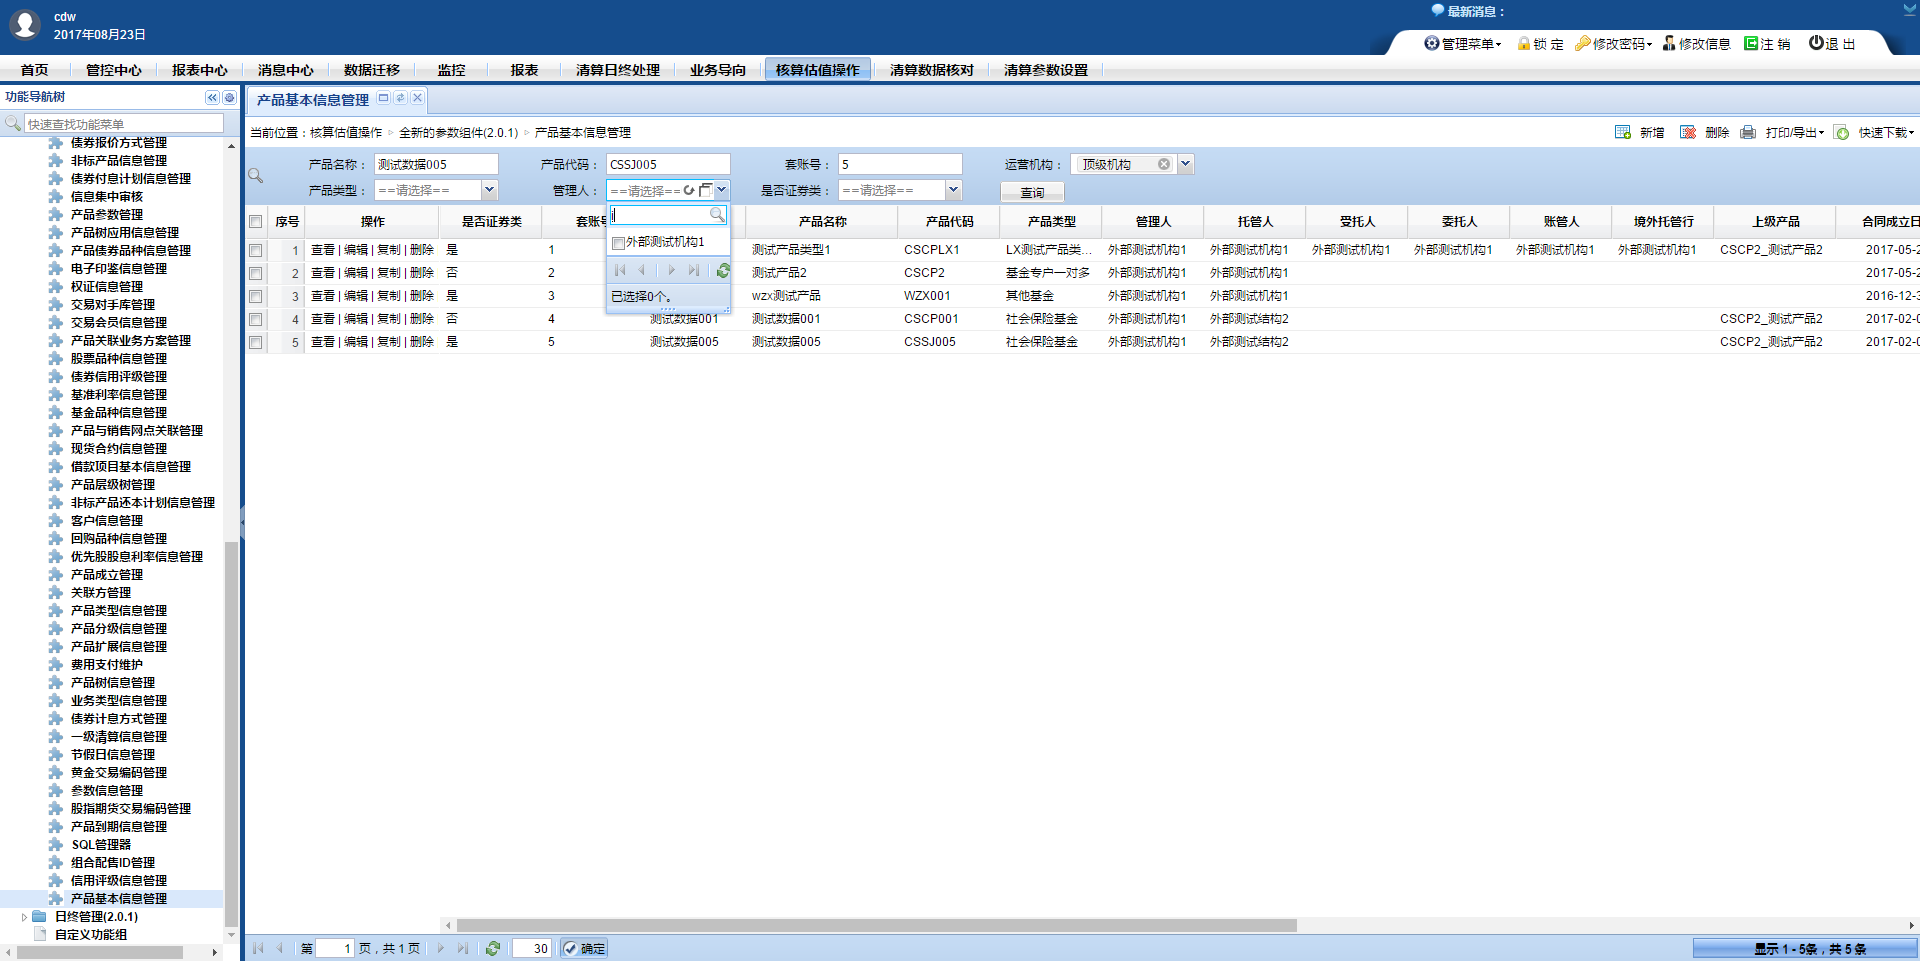 cdw
2017年08月23日
最新消息：
管理菜单 锁 定 修改密码 修改信息 注 销 退 出
首页 管控中心 报表中心 消息中心 数据迁移 监控 报表 清算日终处理 业务导向 核算估值操作 清算数据核对 清算参数设置
功能导航树
快速查找功能菜单
债券报价方式管理
非标产品信息管理
债券付息计划信息管理
信息集中审核
产品参数管理
产品树应用信息管理
产品债券品种信息管理
电子印鉴信息管理
权证信息管理
交易对手库管理
交易会员信息管理
产品关联业务方案管理
股票品种信息管理
债券信用评级管理
基准利率信息管理
基金品种信息管理
产品与销售网点关联管理
现货合约信息管理
借款项目基本信息管理
产品层级树管理
非标产品还本计划信息管理
客户信息管理
回购品种信息管理
优先股股息利率信息管理
产品成立管理
关联方管理
产品类型信息管理
产品分级信息管理
产品扩展信息管理
费用支付维护
产品树信息管理
业务类型信息管理
债券计息方式管理
一级清算信息管理
节假日信息管理
黄金交易编码管理
参数信息管理
股指期货交易编码管理
产品到期信息管理
SQL管理器
组合配售ID管理
信用评级信息管理
产品基本信息管理
日终管理(2.0.1)
自定义功能组
产品基本信息管理
当前位置：核算估值操作 全新的参数组件(2.0.1) 产品基本信息管理
新增 删除 打印/导出 快速下载
产品名称： 测试数据005 产品代码： CSSJ005 套账号： 5 运营机构： 顶级机构
产品类型： ==请选择== 管理人： ==请选择== 是否证券类： ==请选择== 查询
外部测试机构1
已选择0个。
序号 操作 是否证券类 套账号 产品名称 产品代码 产品类型 管理人 托管人 受托人 委托人 账管人 境外托管行 上级产品 合同成立日
1 查看 | 编辑 | 复制 | 删除 是 1 测试产品类型1 CSCPLX1 LX测试产品类... 外部测试机构1 外部测试机构1 外部测试机构1 外部测试机构1 外部测试机构1 外部测试机构1 CSCP2_测试产品2 2017-05-2
2 查看 | 编辑 | 复制 | 删除 否 2 测试产品2 CSCP2 基金专户一对多 外部测试机构1 外部测试机构1 2017-05-2
3 查看 | 编辑 | 复制 | 删除 是 3 wzx测试产品 WZX001 其他基金 外部测试机构1 外部测试机构1 2016-12-3
4 查看 | 编辑 | 复制 | 删除 否 4 测试数据001 测试数据001 CSCP001 社会保险基金 外部测试机构1 外部测试结构2 CSCP2_测试产品2 2017-02-0
5 查看 | 编辑 | 复制 | 删除 是 5 测试数据005 测试数据005 CSSJ005 社会保险基金 外部测试机构1 外部测试结构2 CSCP2_测试产品2 2017-02-0
第 1 页，共 1 页 30 确定
显示 1 - 5条，共 5 条